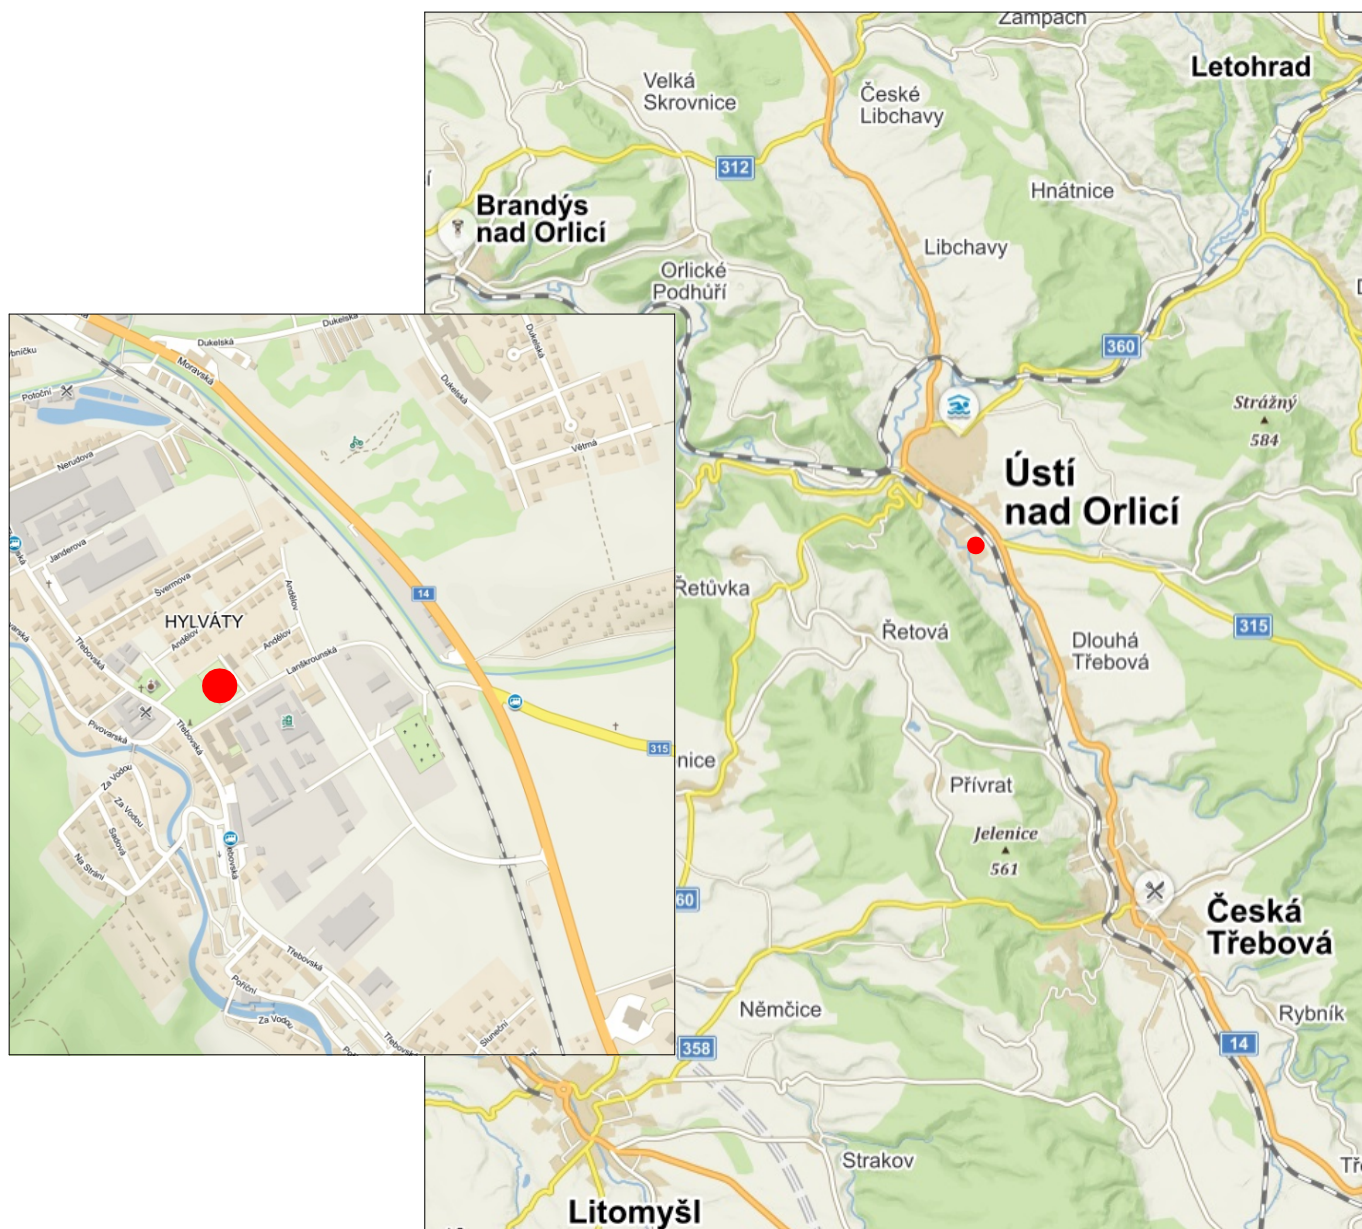 Žampach
Letohrad
Velká
Skrovnice
České
Libchavy
312
Hnátnice
Brandýs
nad Orlicí
Libchavy
Orlické
Podhůří
360
Strážný
584
Ústí
nad Orlicí
Řetůvka
Řetová
315
Dlouhá
Třebová
Přívrat
Jelenice
561
Česká
Třebová
Němčice
Rybník
358
14
Strakov
Litomyšl
Dukelská
Dukelská
Moravská
Dukelská
Potoční
Větrná
Nerudova
Janderova
Švermova
Andělov
14
HYLVÁTY
Andělov
Andělov
Třebovská
Lanškrounská
Pivovarská
Třebovská
315
Za Vodou
Za Vodou
Sadová
Na Stráni
Třebovská
Poříční
Za Vodou
Sluneční
Třebovská